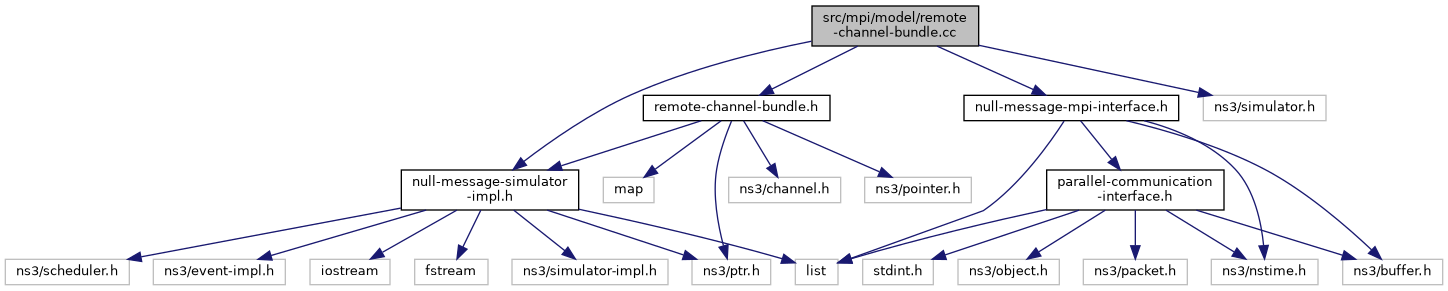 src/mpi/model/remote
-channel-bundle.cc
remote-channel-bundle.h
null-message-mpi-interface.h
ns3/simulator.h
null-message-simulator
-impl.h
map
ns3/channel.h
ns3/pointer.h
parallel-communication
-interface.h
ns3/scheduler.h
ns3/event-impl.h
iostream
fstream
ns3/simulator-impl.h
ns3/ptr.h
list
stdint.h
ns3/object.h
ns3/packet.h
ns3/nstime.h
ns3/buffer.h